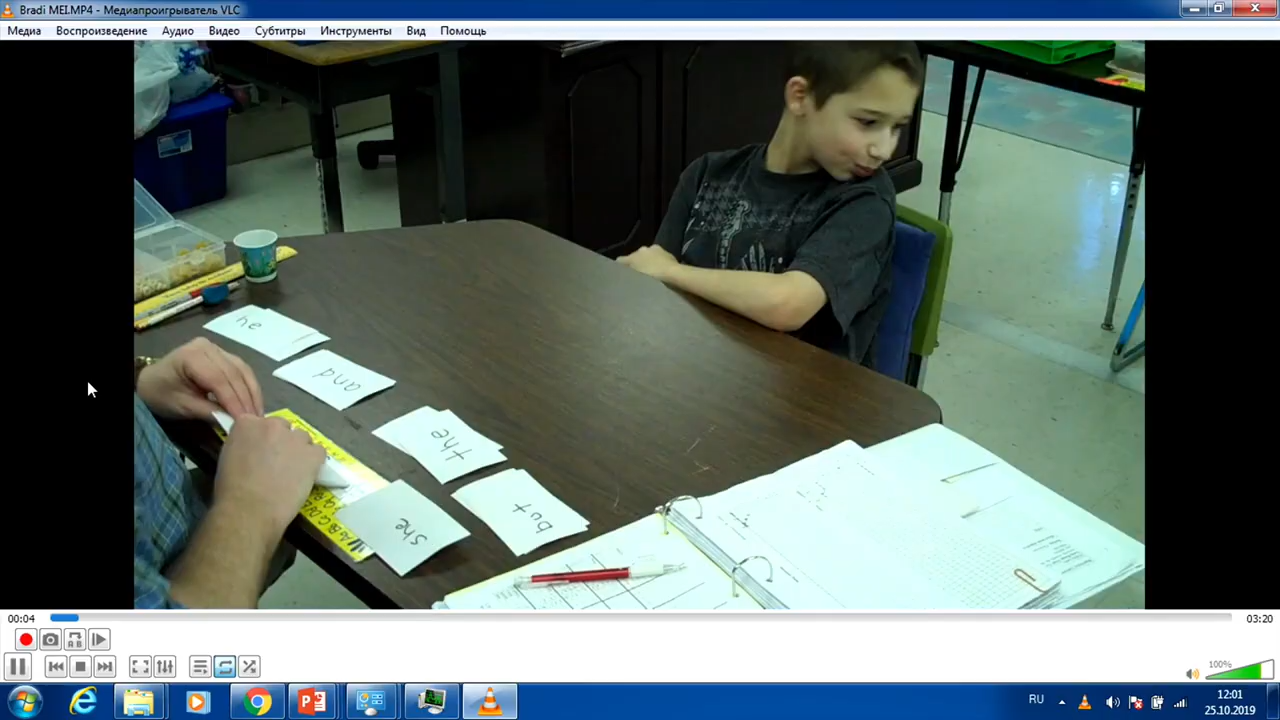 Bradi MEI.MP4 - Медиапроигрыватель VLC
Медиа Воспроизведение Аудио Видео Субтитры Инструменты Вид Помощь
he
and
the
but
she
00:04
03:20
100%
RU
12:01
25.10.2019